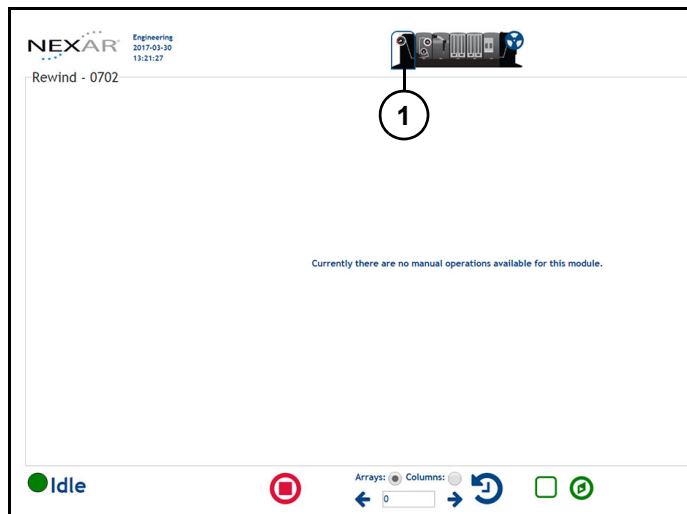 NEXAR
Engineering
2017-03-30
13:21:27
Rewind - 0702
1
Currently there are no manual operations available for this module.
Idle
Arrays: Columns:
0